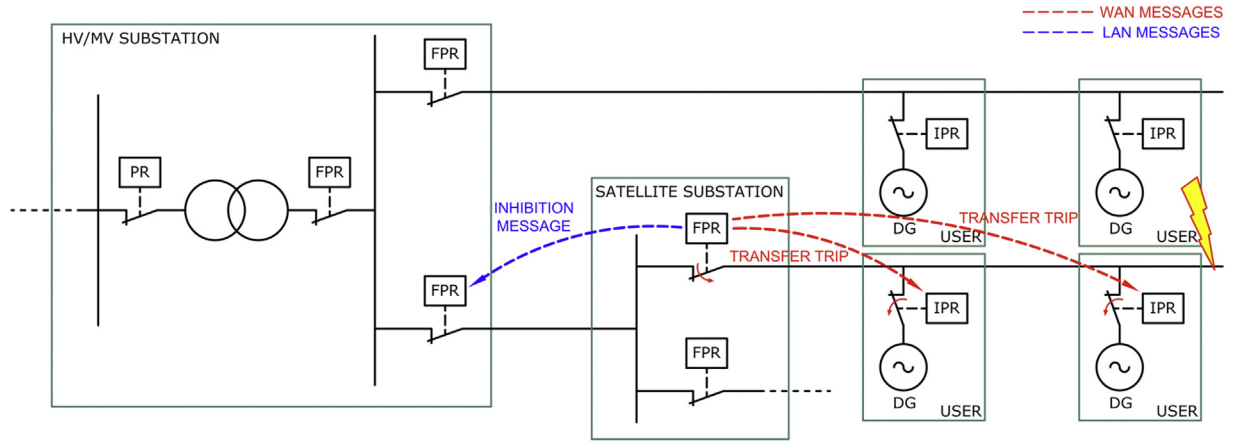 WAN MESSAGES
LAN MESSAGES
HV/MV SUBSTATION
FPR
PR
FPR
IPR
IPR
SATELLITE SUBSTATION
INHIBITION
MESSAGE
FPR
TRANSFER TRIP
DG
USER
DG
USER
TRANSFER TRIP
FPR
IPR
IPR
FPR
DG
USER
DG
USER